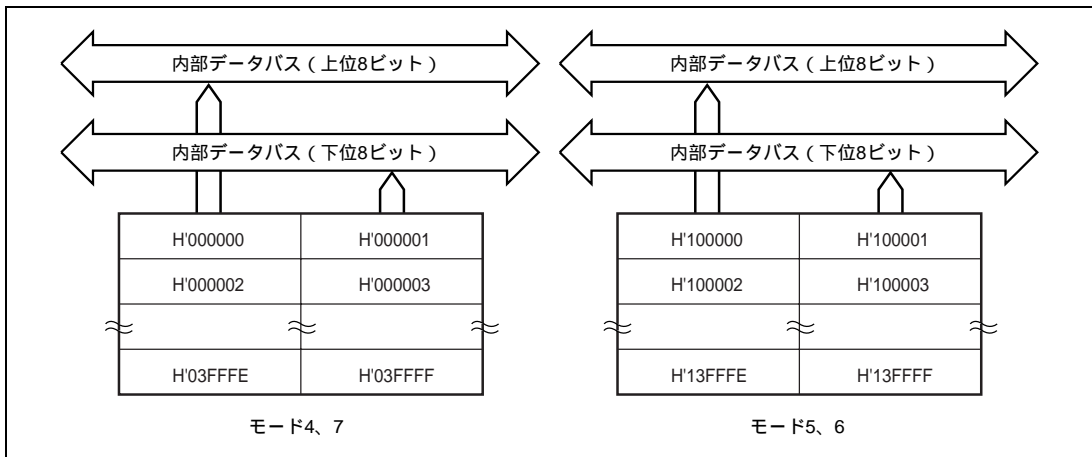 内部データバス(上位8ビット)
内部データバス(下位8ビット)
H'000000 H'000001
H'000002 H'000003
H'03FFFE H'03FFFF
モード4、7
内部データバス(上位8ビット)
内部データバス(下位8ビット)
H'100000 H'100001
H'100002 H'100003
H'13FFFE H'13FFFF
モード5、6